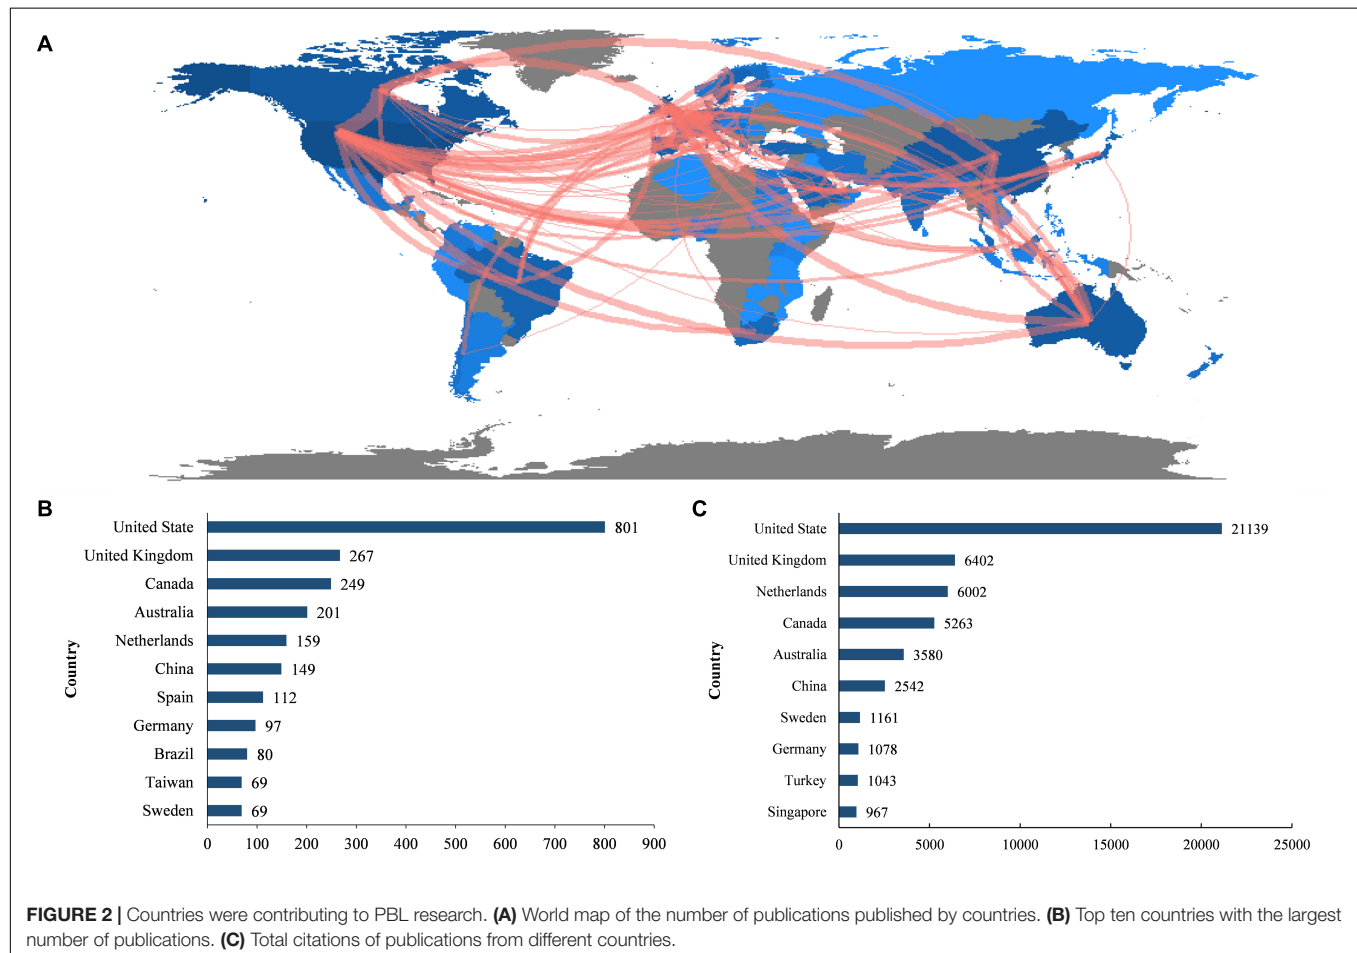 A
B
United State 801
United Kingdom 267
Canada 249
Australia 201
Netherlands 159
China 149
Spain 112
Germany 97
Brazil 80
Taiwan 69
Sweden 69
Country
0 100 200 300 400 500 600 700 800 900
C
United State 21139
United Kingdom 6402
Netherlands 6002
Canada 5263
Australia 3580
China 2542
Sweden 1161
Germany 1078
Turkey 1043
Singapore 967
Country
0 5000 10000 15000 20000 25000
FIGURE 2 | Countries were contributing to PBL research. (A) World map of the number of publications published by countries. (B) Top ten countries with the largest
number of publications. (C) Total citations of publications from different countries.